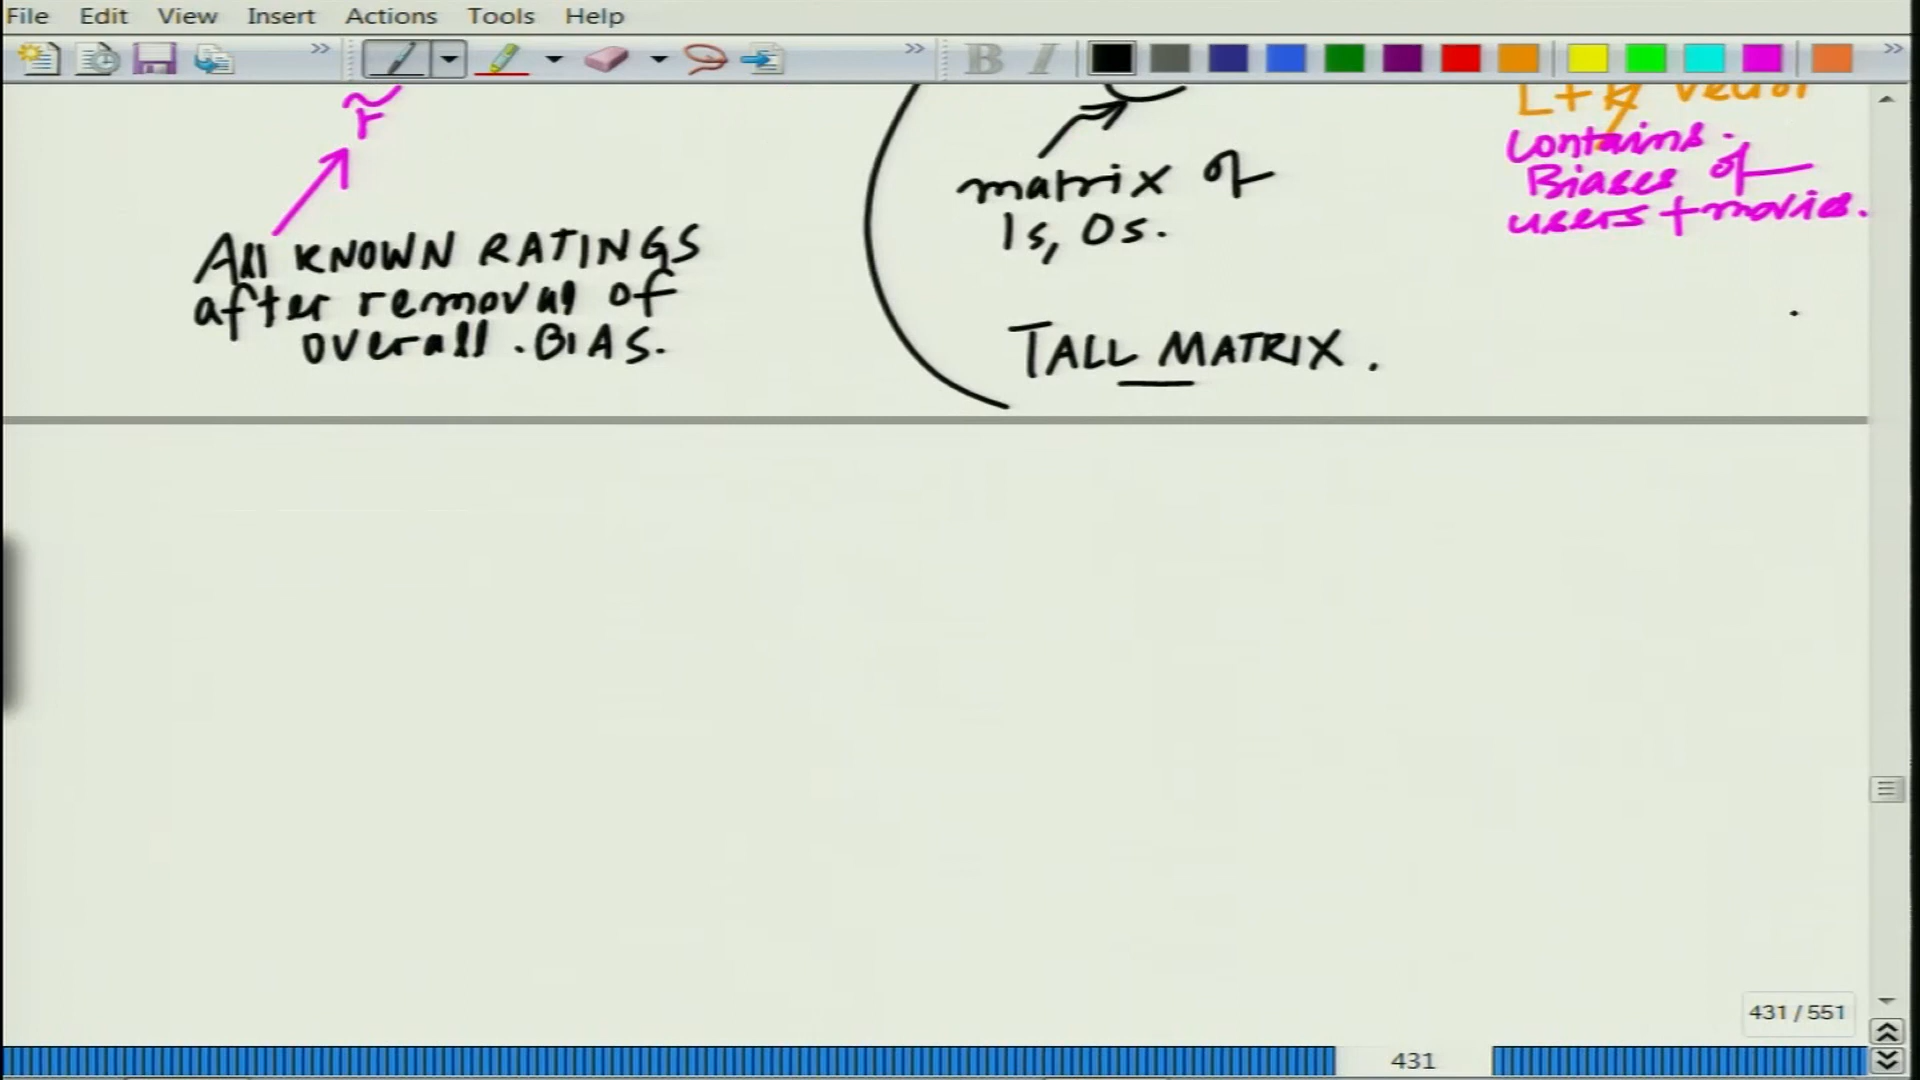 File Edit View Insert Actions Tools Help
B I
r̃
All KNOWN RATINGS
after removal of
overall . BIAS.
matrix of
1s, 0s.
TALL MATRIX .
L + vector
contains.
Biases of
users + movies.
431 / 551
431